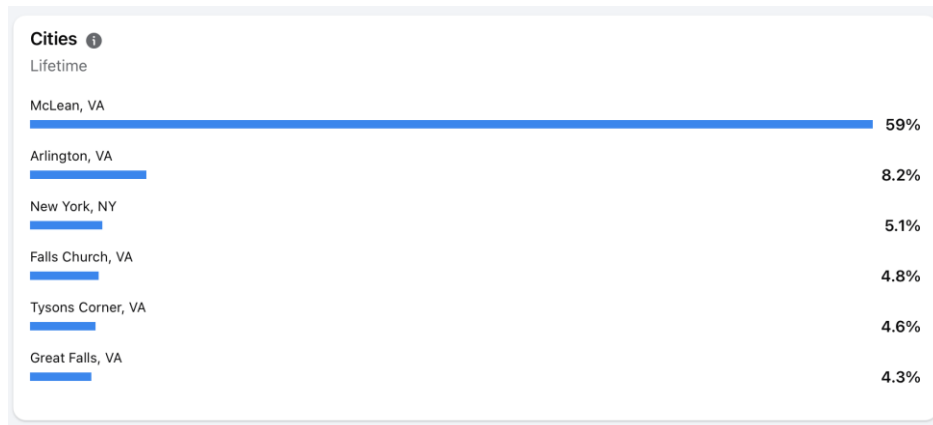 Cities
Lifetime
McLean, VA
59%
Arlington, VA
8.2%
New York, NY
5.1%
Falls Church, VA
4.8%
Tysons Corner, VA
4.6%
Great Falls, VA
4.3%